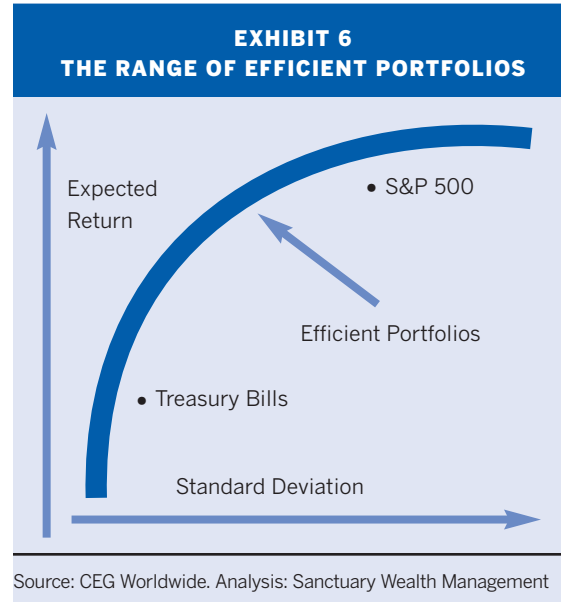 EXHIBIT 6
THE RANGE OF EFFICIENT PORTFOLIOS
Expected
Return
• S&P 500
Efficient Portfolios
• Treasury Bills
Standard Deviation
Source: CEG Worldwide. Analysis: Sanctuary Wealth Management